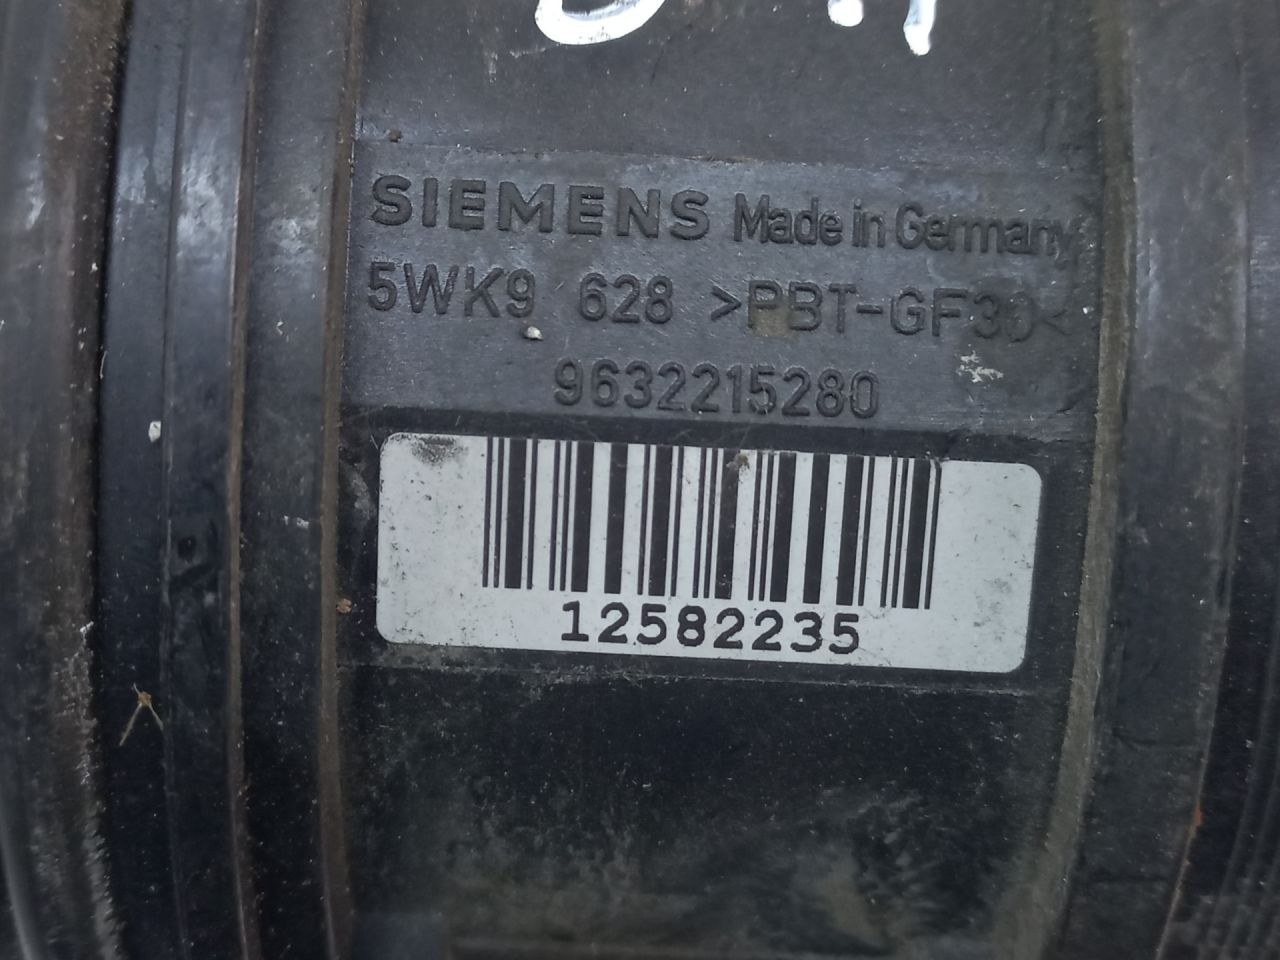 SIEMENS Made in Germany
5WK9 628 >PBT-GF30<
9632215280
12582235